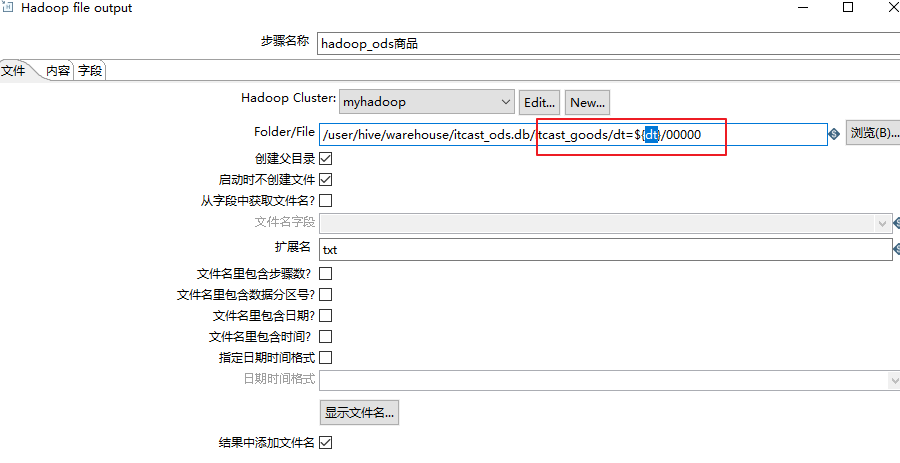 Hadoop file output
步骤名称 hadoop_ods商品
文件 内容 字段
Hadoop Cluster: myhadoop Edit... New...
Folder/File /user/hive/warehouse/itcast_ods.db/itcast_goods/dt=${dt}/00000 浏览(B)...
创建父目录
启动时不创建文件
从字段中获取文件名?
文件名字段
扩展名 txt
文件名里包含步骤数?
文件名里包含数据分区号?
文件名里包含日期?
文件名里包含时间?
指定日期时间格式
日期时间格式
显示文件名...
结果中添加文件名